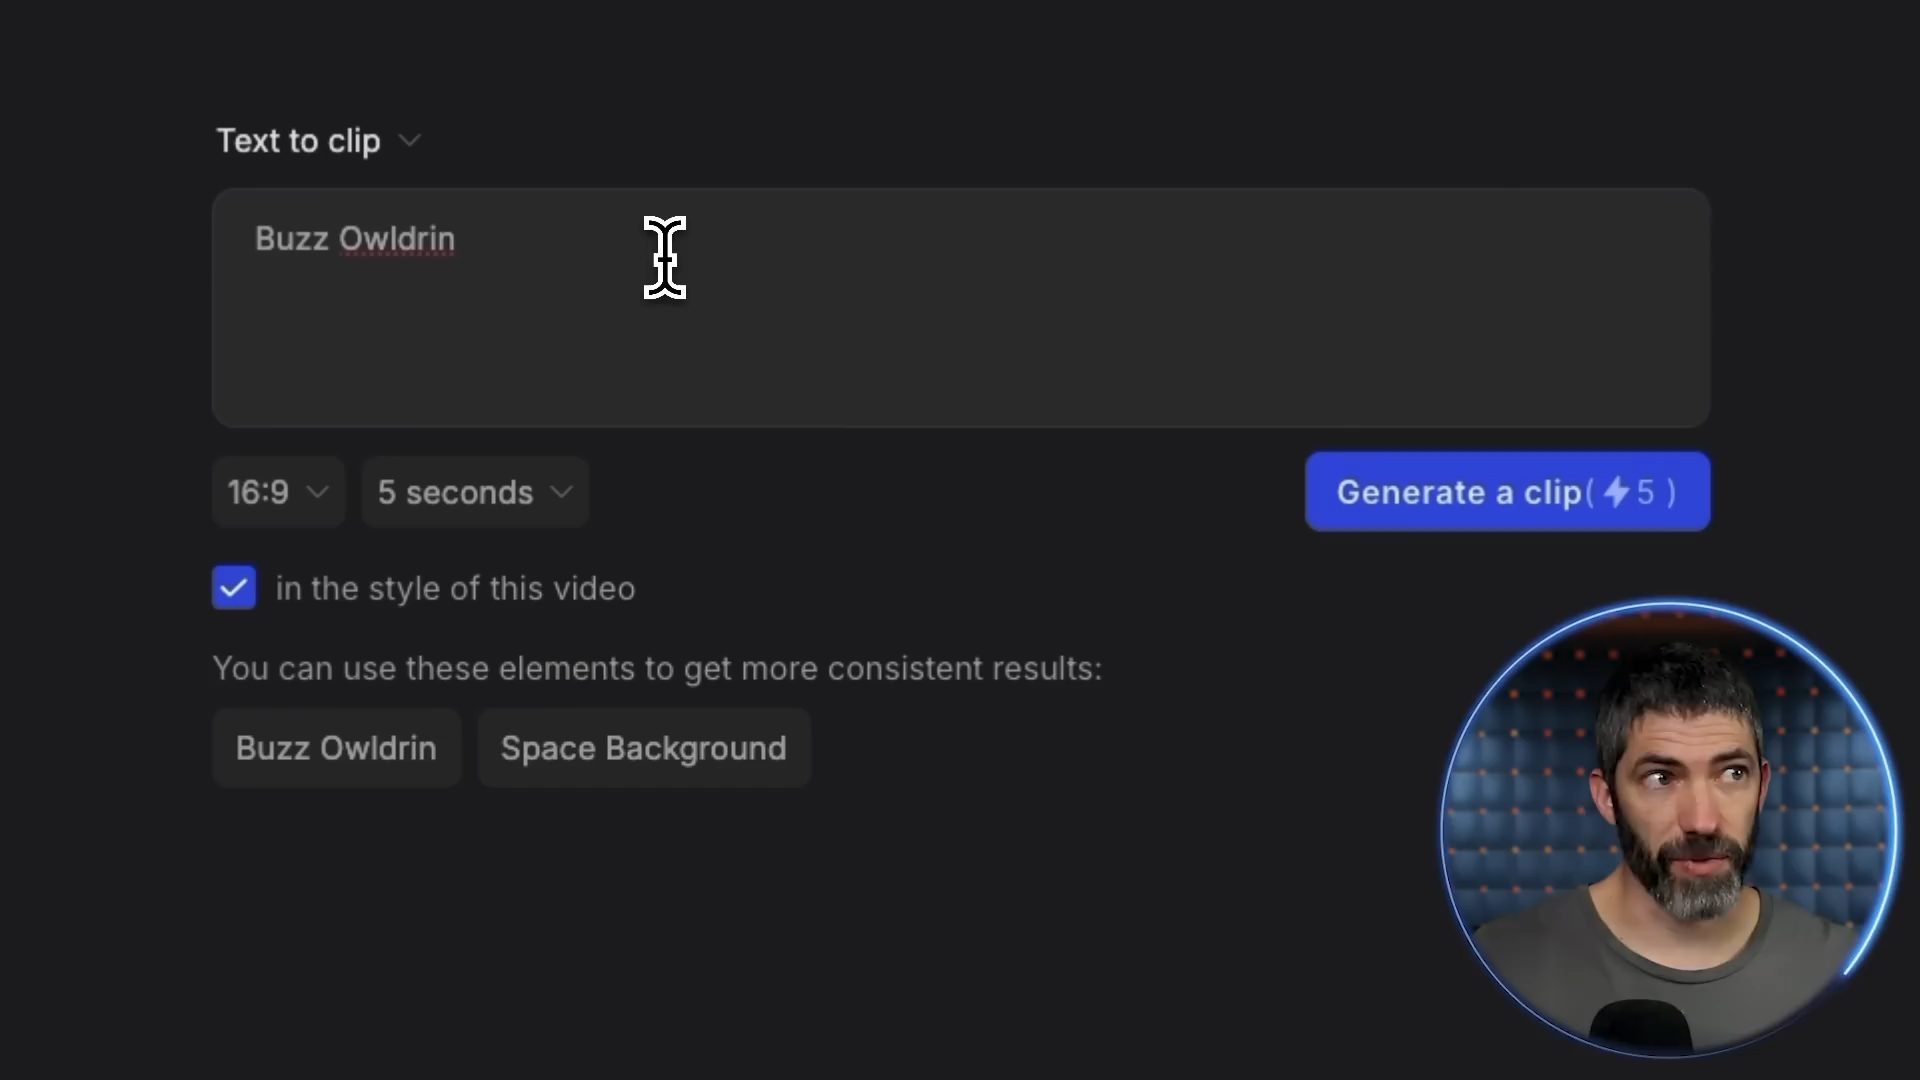 Text to clip
Buzz Owldrin
16:9
5 seconds
Generate a clip( 5 )
in the style of this video
You can use these elements to get more consistent results:
Buzz Owldrin
Space Background